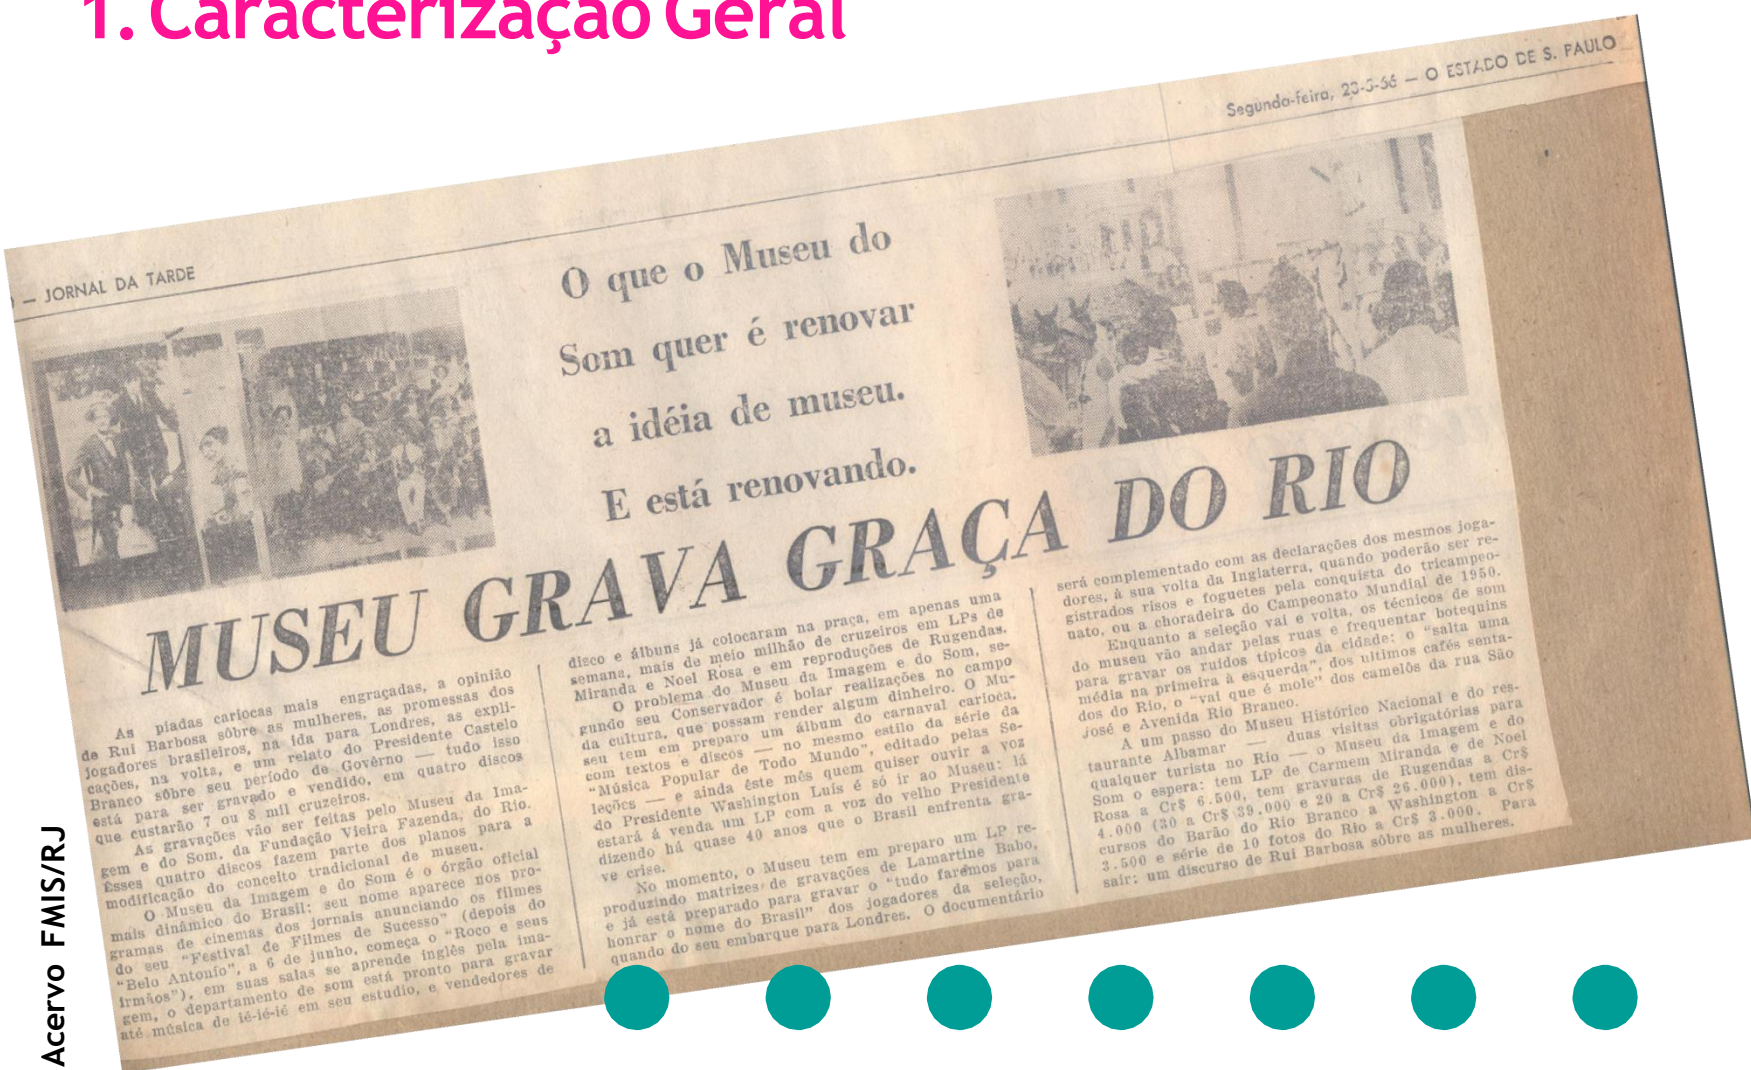 1. Caracterização Geral
Segunda-feira, 23-5-66 — O ESTADO DE S. PAULO
— JORNAL DA TARDE
O que o Museu do
Som quer é renovar
a idéia de museu.
E está renovando.
MUSEU GRAVA GRAÇA DO RIO
As piadas cariocas mais engraçadas, a opinião
de Rui Barbosa sôbre as mulheres, as promessas dos
jogadores brasileiros, na ida para Londres, as expli-
cações, na volta, e um relato do Presidente Castelo
Branco sôbre seu período de Govêrno — tudo isso
está para ser gravado e vendido, em quatro discos
que custarão 7 ou 8 mil cruzeiros.
As gravações vão ser feitas pelo Museu da Ima-
gem e do Som, da Fundação Vieira Fazenda, do Rio.
Êsses quatro discos fazem parte dos planos para a
modificação do conceito tradicional de museu.
O Museu da Imagem e do Som é o órgão oficial
mais dinâmico do Brasil: seu nome aparece nos pro-
gramas de cinemas dos jornais anunciando os filmes
do seu "Festival de Filmes de Sucesso" (depois do
"Belo Antonio", a 6 de junho, começa o "Roco e seus
irmãos"), em suas salas se aprende inglês pela ima-
gem, o departamento de som está pronto para gravar
até música de ié-ié-ié em seu estudio, e vendedores de
disco e álbuns já colocaram na praça, em apenas uma
semana, mais de meio milhão de cruzeiros em LPs de
Miranda e Noel Rosa e em reproduções de Rugendas.
O problema do Museu da Imagem e do Som, se-
gundo seu Conservador é bolar realizações no campo
da cultura, que possam render algum dinheiro. O Mu-
seu tem em preparo um álbum do carnaval carioca,
com textos e discos — no mesmo estilo da série da
"Música Popular de Todo Mundo", editado pelas Se-
leções — e ainda êste mês quem quiser ouvir a voz
do Presidente Washington Luís é só ir ao Museu: lá
estará á venda um LP com a voz do velho Presidente
dizendo há quase 40 anos que o Brasil enfrenta gra-
ve crise.
No momento, o Museu tem em preparo um LP re-
produzindo matrizes de gravações de Lamartine Babo,
e já está preparado para gravar o "tudo faremos para
honrar o nome do Brasil" dos jogadores da seleção,
quando do seu embarque para Londres. O documentário
será complementado com as declarações dos mesmos joga-
dores, à sua volta da Inglaterra, quando poderão ser re-
gistrados risos e foguetes pela conquista do tricampeo-
nato, ou a choradeira do Campeonato Mundial de 1950.
Enquanto a seleção vai e volta, os técnicos de som
do museu vão andar pelas ruas e frequentar botequins
para gravar os ruídos típicos da cidade: o "salta uma
média na primeira à esquerda", dos ultimos cafés senta-
dos do Rio, o "vai que é mole" dos camelôs da rua São
José e Avenida Rio Branco.
A um passo do Museu Histórico Nacional e do res-
taurante Albamar — duas visitas obrigatórias para
qualquer turista no Rio — o Museu da Imagem e do
Som o espera: tem LP de Carmem Miranda e de Noel
Rosa a Cr$ 6.500, tem gravuras de Rugendas a Cr$
4.000 (30 a Cr$ 39.000 e 20 a Cr$ 26.000), tem dis-
cursos do Barão do Rio Branco a Washington a Cr$
3.500 e série de 10 fotos do Rio a Cr$ 3.000. Para
sair: um discurso de Rui Barbosa sôbre as mulheres.
Acervo FMIS/RJ